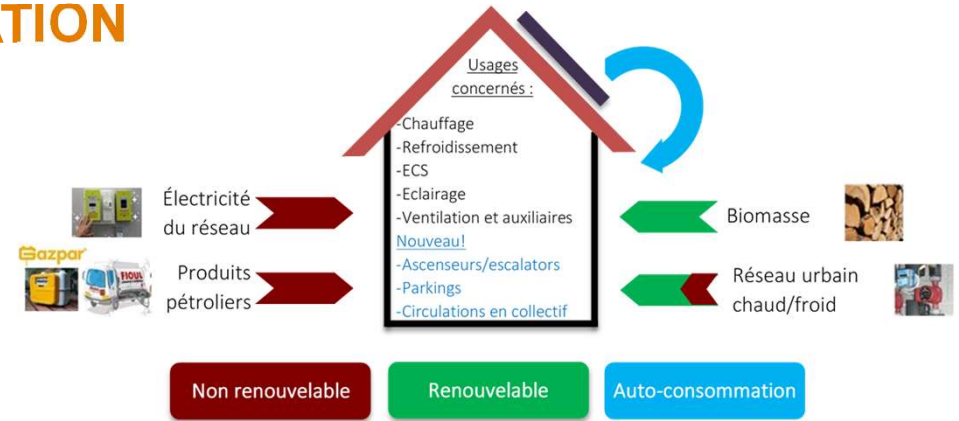 ATION
Usages
concernés :
-Chauffage
-Refroidissement
-ECS
-Eclairage
-Ventilation et auxiliaires
Nouveau!
-Ascenseurs/escalators
-Parkings
-Circulations en collectif
Électricité
du réseau
Gazpar
FIOUL
Produits
pétroliers
Biomasse
Réseau urbain
chaud/froid
Non renouvelable
Renouvelable
Auto-consommation